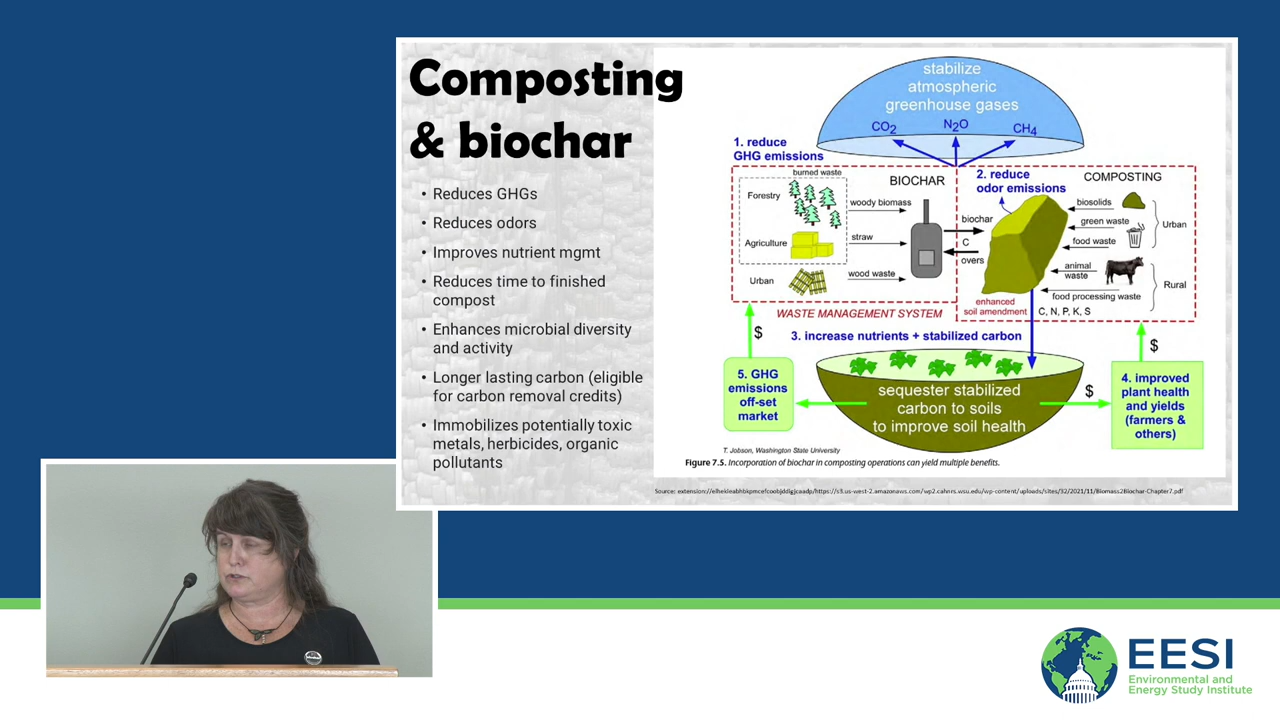 Composting
& biochar
• Reduces GHGs
• Reduces odors
• Improves nutrient mgmt
• Reduces time to finished
compost
• Enhances microbial diversity
and activity
• Longer lasting carbon (eligible
for carbon removal credits)
• Immobilizes potentially toxic
metals, herbicides, organic
pollutants
stabilize
atmospheric
greenhouse gases
CO2
N2O
CH4
1. reduce
GHG emissions
burned waste
Forestry
Agriculture
Urban
woody biomass
straw
wood waste
BIOCHAR
biochar
C
overs
2. reduce
odor emissions
COMPOSTING
biosolids
green waste
food waste
Urban
animal
waste
food processing waste
Rural
enhanced
soil amendment
C, N, P, K, S
WASTE MANAGEMENT SYSTEM
3. increase nutrients + stabilized carbon
$
$
$
5. GHG
emissions
off-set
market
sequester stabilized
carbon to soils
to improve soil health
4. improved
plant health
and yields
(farmers &
others)
T. Jobson, Washington State University
Figure 7.5. Incorporation of biochar in composting operations can yield multiple benefits.
EESI
Environmental and
Energy Study Institute